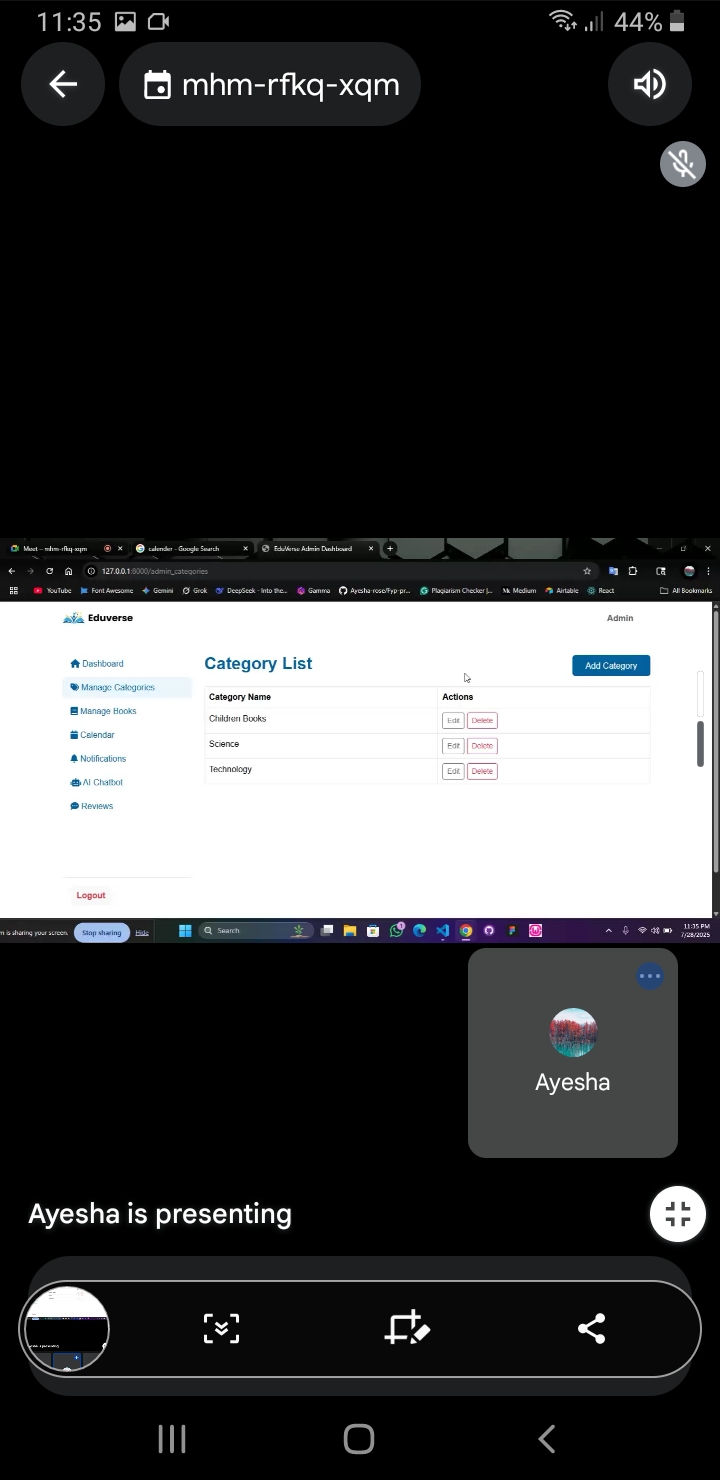 11:35
44%
mhm-rfkq-xqm
Meet – mhm-rfkq-xqm
calender - Google Search
EduVerse Admin Dashboard
127.0.0.1:8000/admin_categories
YouTube
Font Awesome
Gemini
Grok
DeepSeek - Into the...
Gamma
Ayesha-rose/Fyp-pr...
Plagiarism Checker |...
Medium
Airtable
React
All Bookmarks
Eduverse
Admin
Dashboard
Manage Categories
Manage Books
Calendar
Notifications
AI Chatbot
Reviews
Logout
Category List
Add Category
Category Name Actions
Children Books Edit Delete
Science Edit Delete
Technology Edit Delete
m is sharing your screen.
Stop sharing
Hide
Search
11:35 PM
7/28/2025
Ayesha
Ayesha is presenting